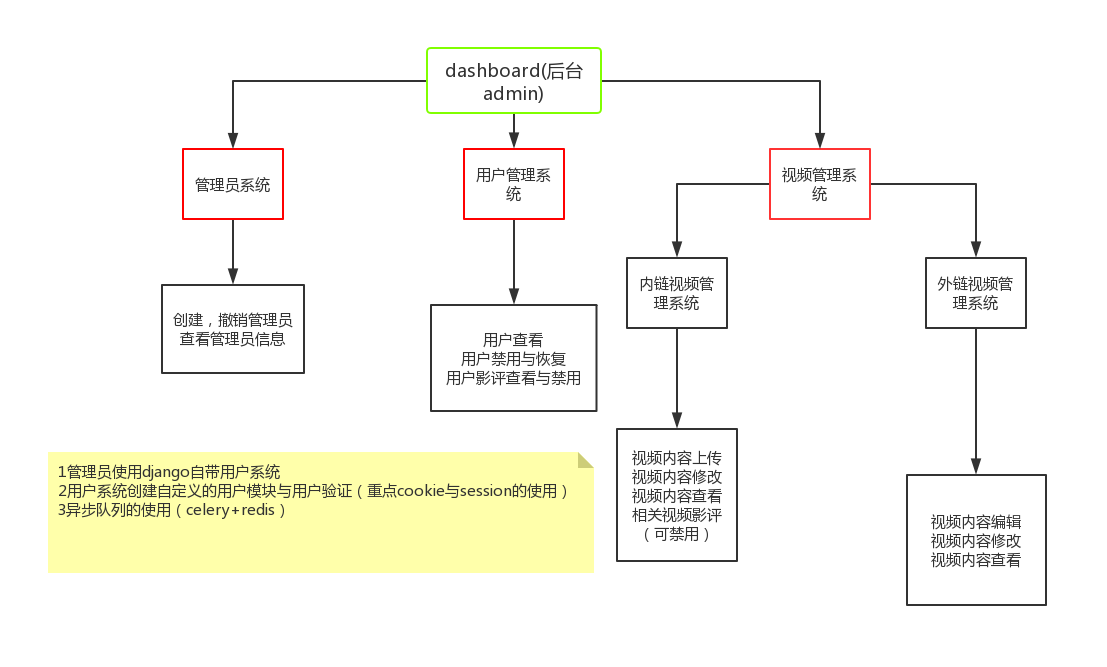 dashboard(后台
admin)
管理员系统
用户管理系
统
视频管理系
统
内链视频管
理系统
外链视频管
理系统
创建，撤销管理员
查看管理员信息
用户查看
用户禁用与恢复
用户影评查看与禁用
视频内容上传
视频内容修改
视频内容查看
相关视频影评
（可禁用）
视频内容编辑
视频内容修改
视频内容查看
1管理员使用django自带用户系统
2用户系统创建自定义的用户模块与用户验证（重点cookie与session的使用）
3异步队列的使用（celery+redis）